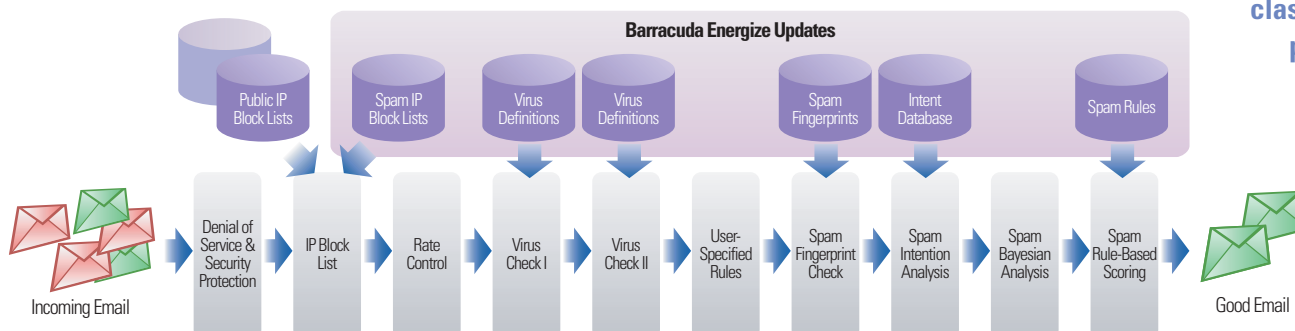 clas
p
Barracuda Energize Updates
Public IP
Block Lists
Spam IP
Block Lists
Virus
Definitions
Virus
Definitions
Spam
Fingerprints
Intent
Database
Spam Rules
Incoming Email
Denial of
Service &
Security
Protection
IP Block
List
Rate
Control
Virus
Check I
Virus
Check II
User-
Specified
Rules
Spam
Fingerprint
Check
Spam
Intention
Analysis
Spam
Bayesian
Analysis
Spam
Rule-Based
Scoring
Good Email